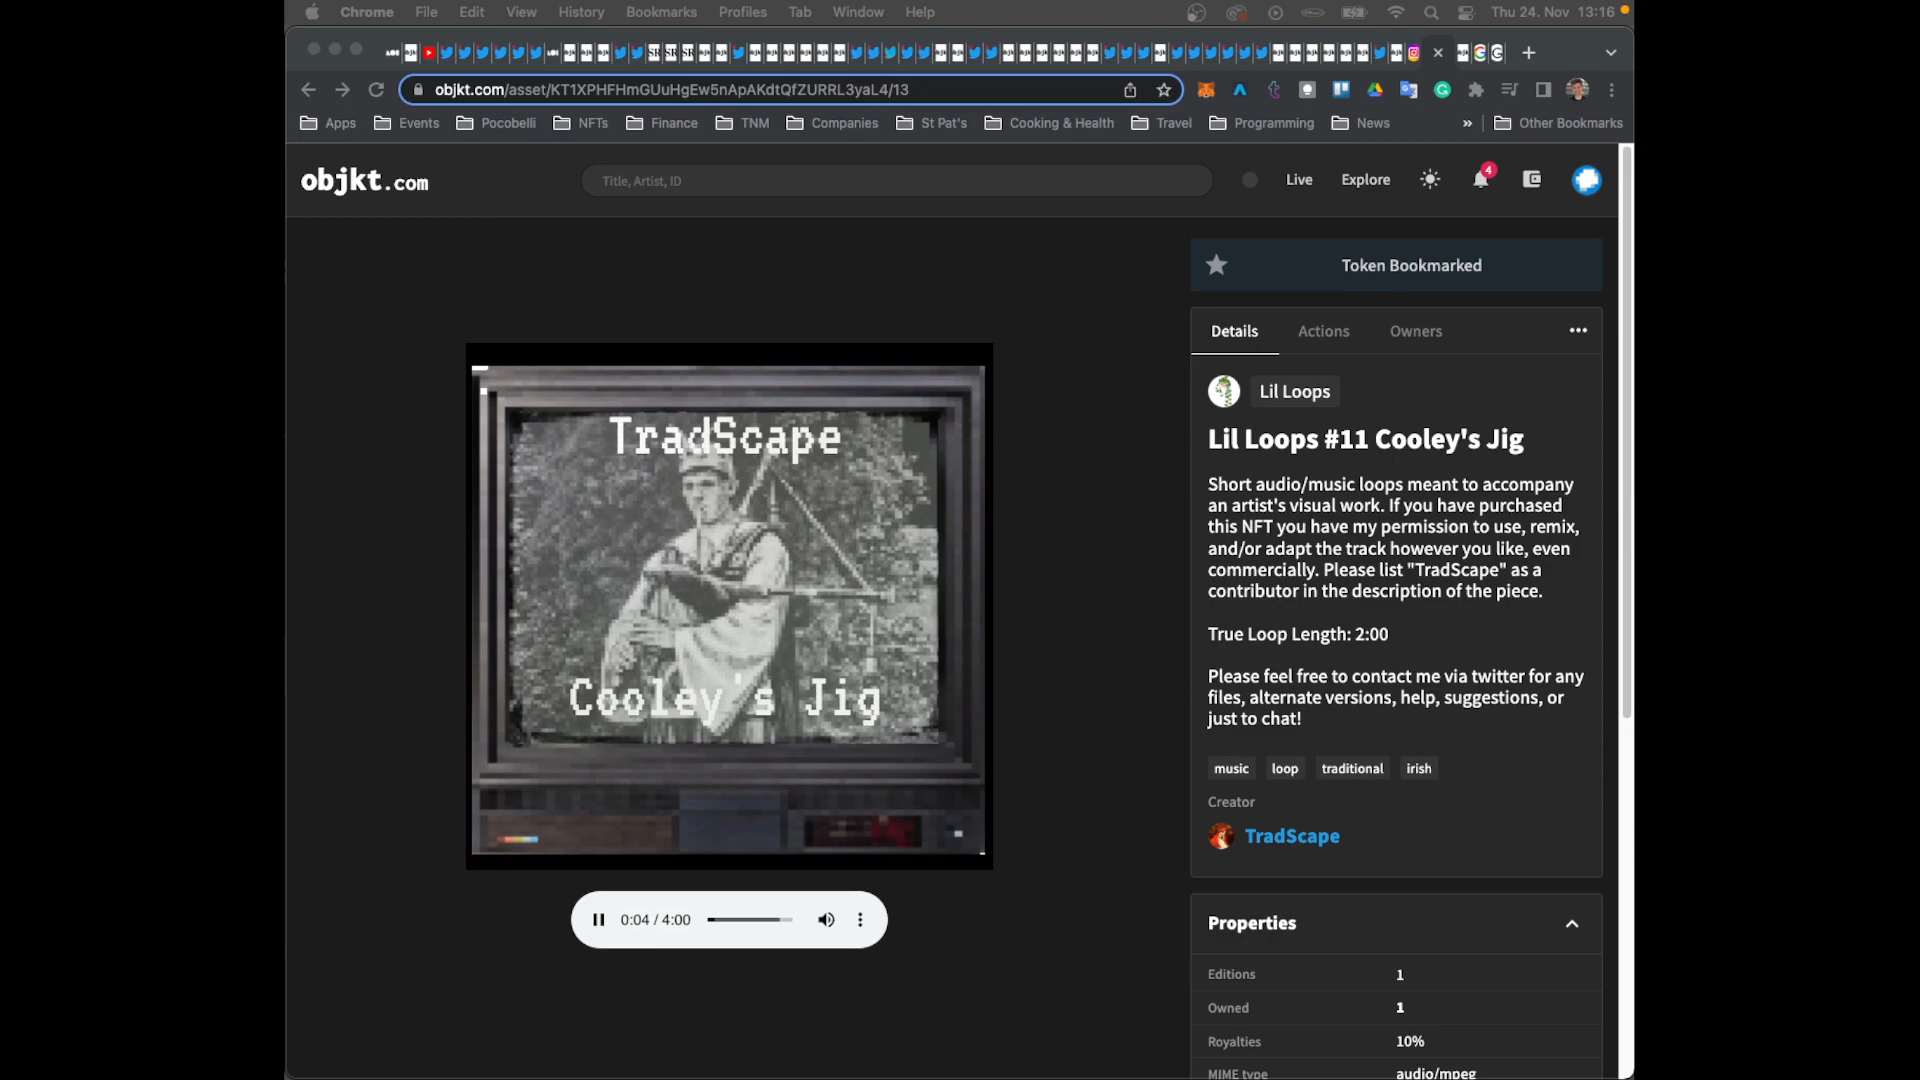 Chrome File Edit View History Bookmarks Profiles Tab Window Help Thu 24. Nov 13:16
objkt.com/asset/KT1XPHFHmGUuHgEw5nApAKdtQfZURRL3yaL4/13
Apps Events Pocobelli NFTs Finance TNM Companies St Pat's Cooking & Health Travel Programming News » Other Bookmarks
objkt.com Title, Artist, ID Live Explore 4
Token Bookmarked
Details Actions Owners
Lil Loops
Lil Loops #11 Cooley's Jig
Short audio/music loops meant to accompany
an artist's visual work. If you have purchased
this NFT you have my permission to use, remix,
and/or adapt the track however you like, even
commercially. Please list "TradScape" as a
contributor in the description of the piece.
True Loop Length: 2:00
Please feel free to contact me via twitter for any
files, alternate versions, help, suggestions, or
just to chat!
music loop traditional irish
Creator
TradScape
TradScape
Cooley's Jig
0:04 / 4:00
Properties
Editions 1
Owned 1
Royalties 10%
MIME type audio/mpeg